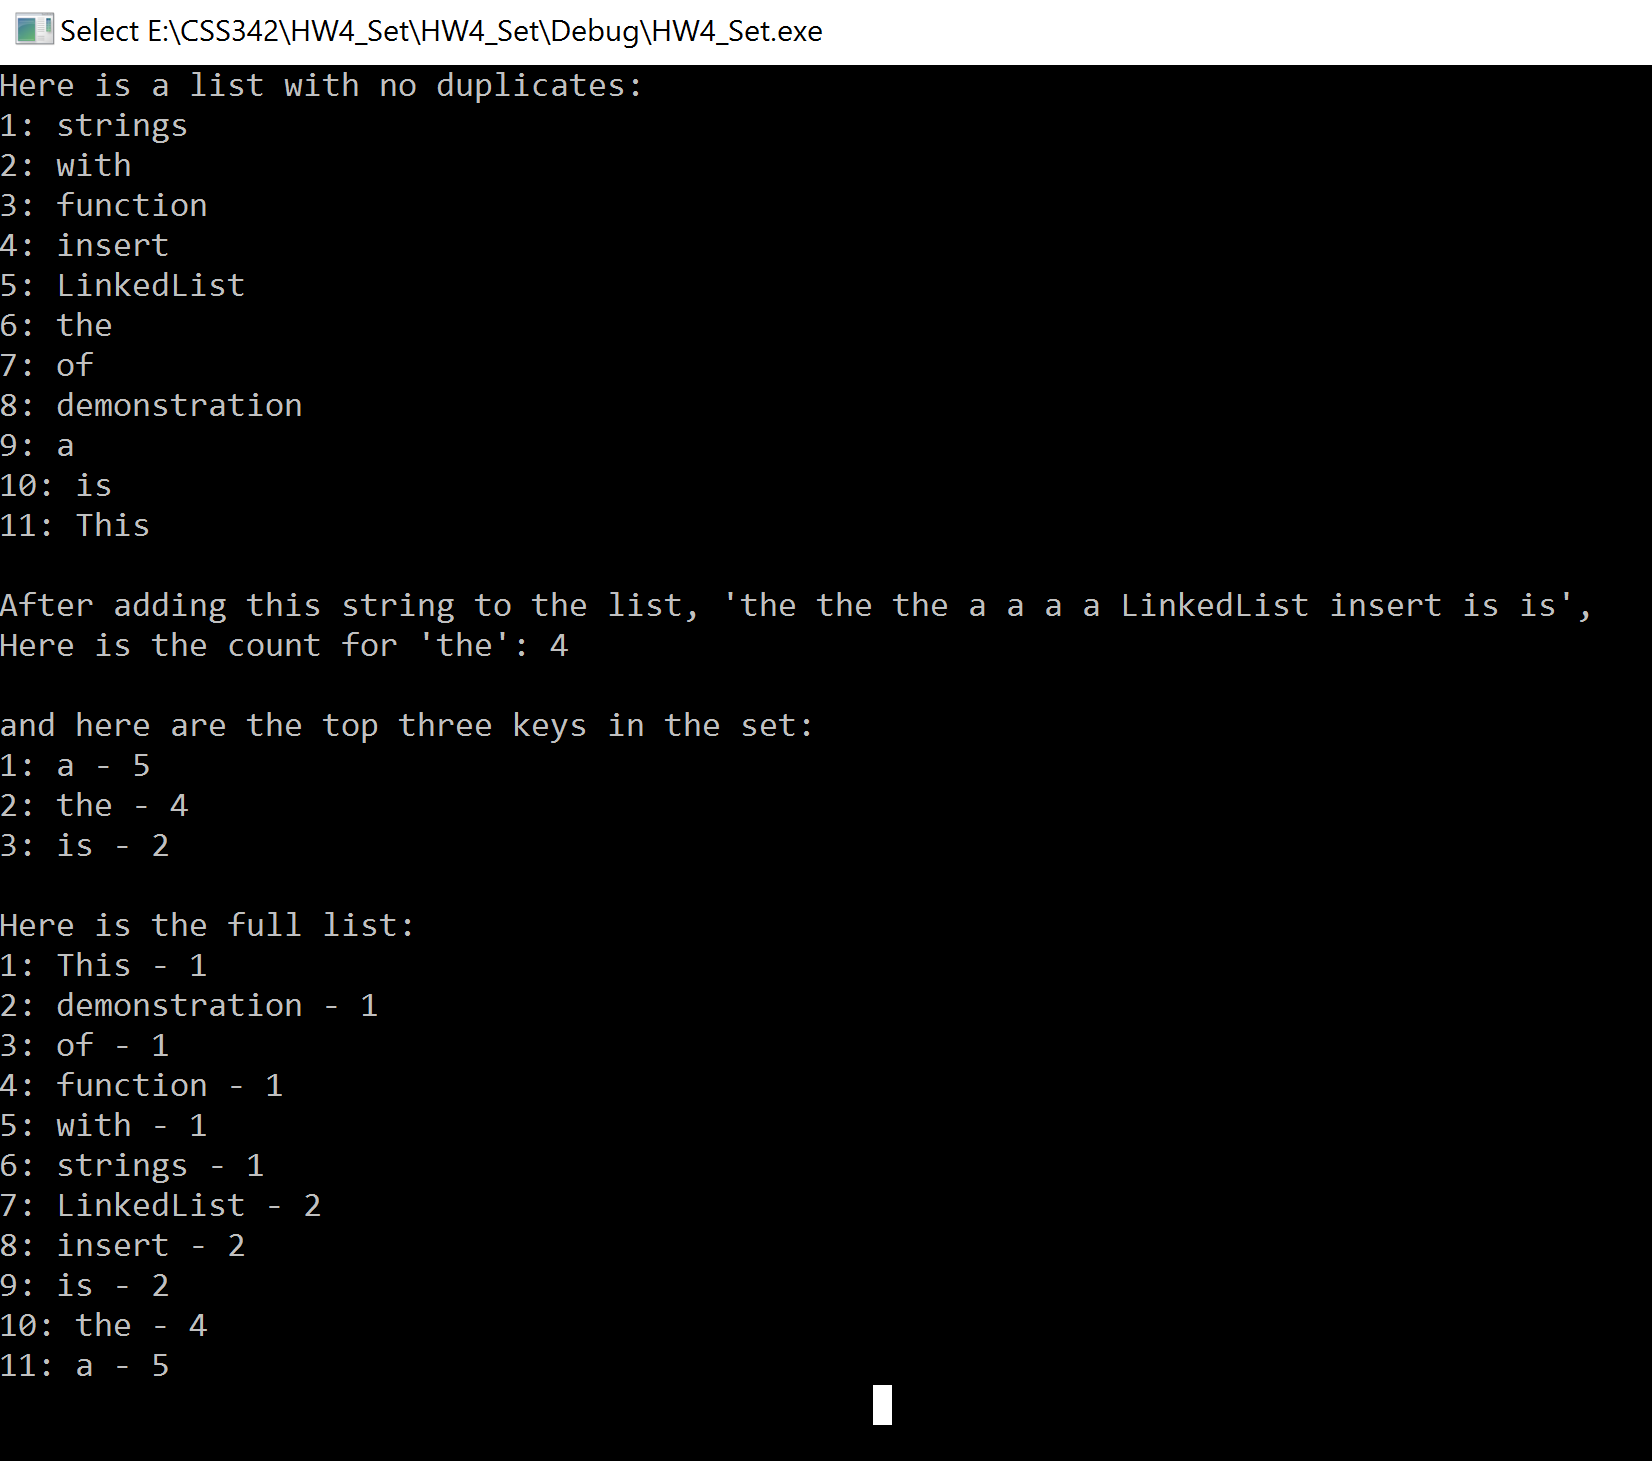 Select E:\CSS342\HW4_Set\HW4_Set\Debug\HW4_Set.exe
Here is a list with no duplicates:
1: strings
2: with
3: function
4: insert
5: LinkedList
6: the
7: of
8: demonstration
9: a
10: is
11: This
After adding this string to the list, 'the the the a a a a LinkedList insert is is',
Here is the count for 'the': 4
and here are the top three keys in the set:
1: a - 5
2: the - 4
3: is - 2
Here is the full list:
1: This - 1
2: demonstration - 1
3: of - 1
4: function - 1
5: with - 1
6: strings - 1
7: LinkedList - 2
8: insert - 2
9: is - 2
10: the - 4
11: a - 5